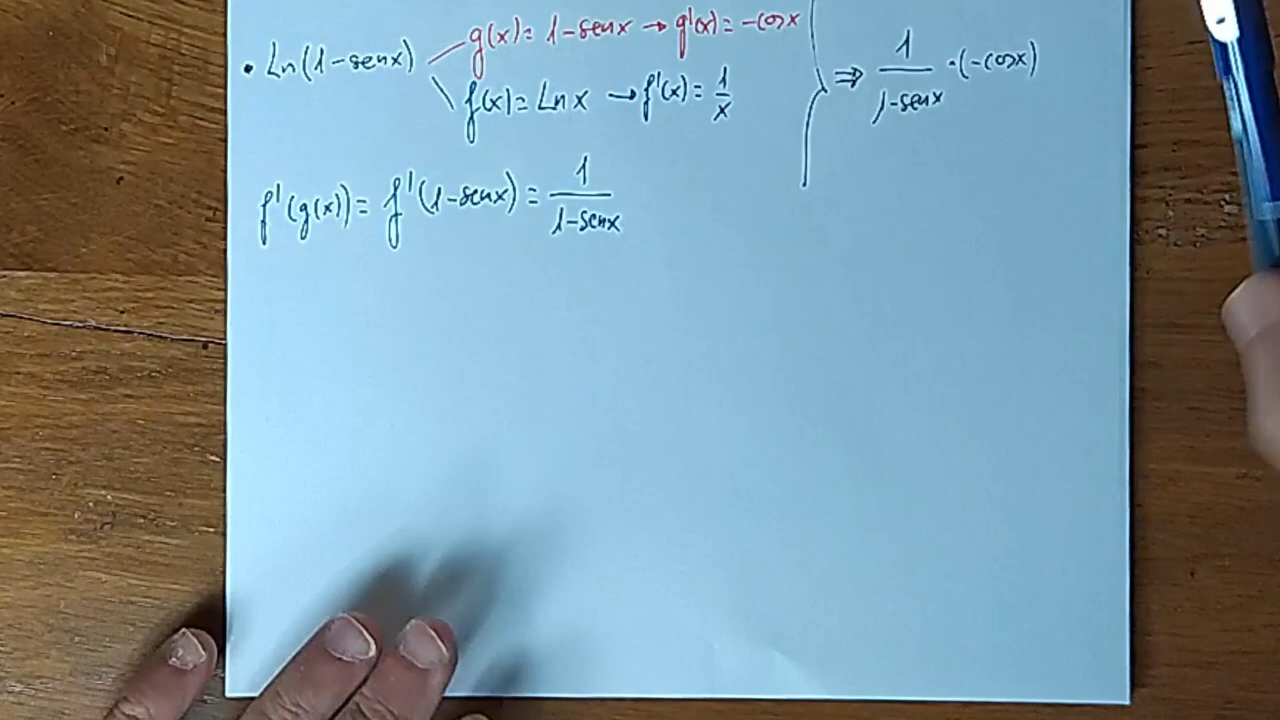 • Ln(1-senx) g(x)= 1-senx → g'(x)= -cosx
f(x)= Ln x → f'(x)= 1/x } ⇒ 1/(1-senx) · (-cosx)
f'(g(x))= f'(1-senx)= 1/(1-senx)